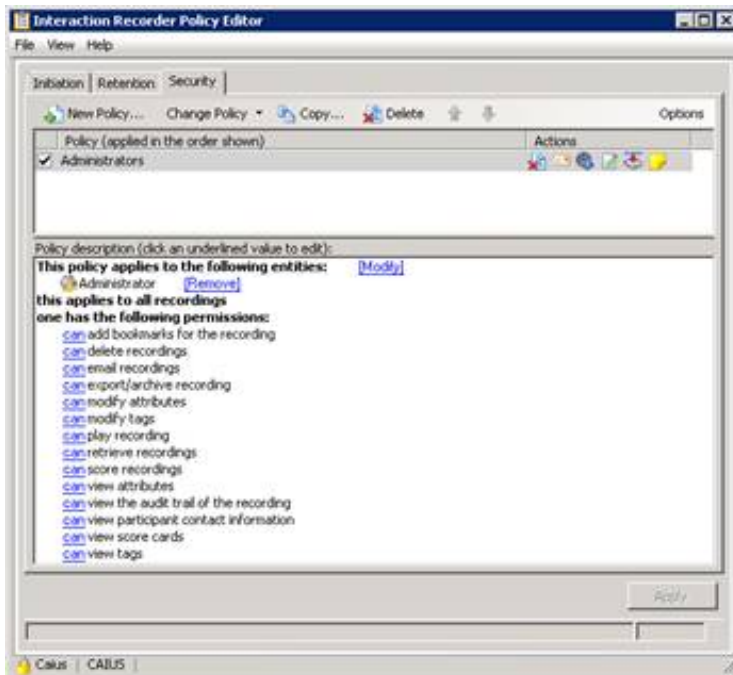 Interaction Recorder Policy Editor
File View Help
Initiation Retention Security
New Policy... Change Policy Copy... Delete Options
Policy (applied in the order shown) Actions
Administrators
Policy description (click an underlined value to edit):
This policy applies to the following entities: [Modify]
Administrator [Remove]
this applies to all recordings
one has the following permissions:
can add bookmarks for the recording
can delete recordings
can email recordings
can export/archive recording
can modify attributes
can modify tags
can play recording
can retrieve recordings
can score recordings
can view attributes
can view the audit trail of the recording
can view participant contact information
can view score cards
can view tags
Apply
Caius CAIUS